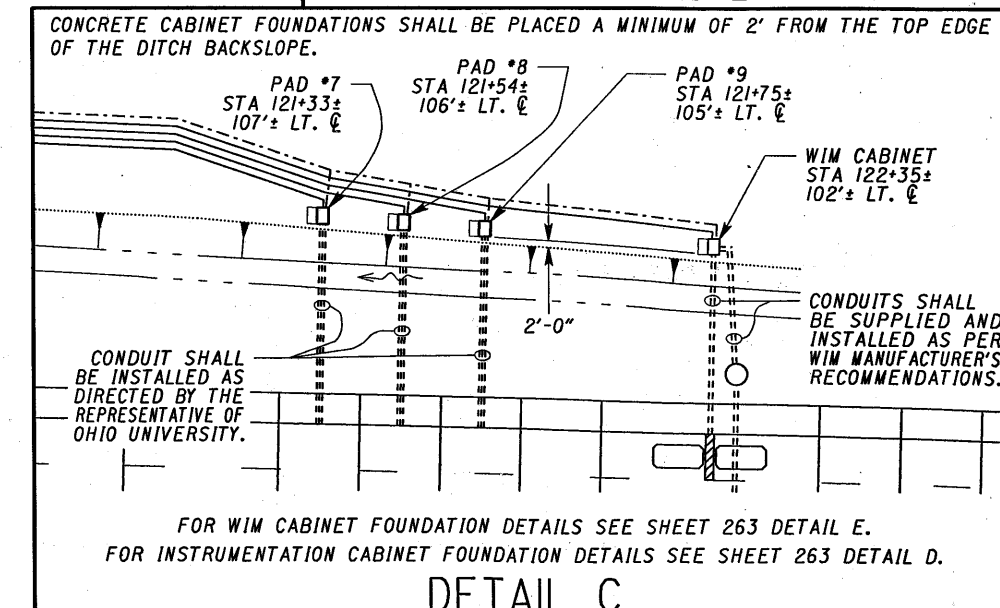 CONCRETE CABINET FOUNDATIONS SHALL BE PLACED A MINIMUM OF 2' FROM THE TOP EDGE
OF THE DITCH BACKSLOPE.
PAD #7
STA 121+33±
107'± LT. ℄
PAD #8
STA 121+54±
106'± LT. ℄
PAD #9
STA 121+75±
105'± LT. ℄
WIM CABINET
STA 122+35±
102'± LT. ℄
2'-0"
CONDUITS SHALL
BE SUPPLIED AND
INSTALLED AS PER
WIM MANUFACTURER'S
RECOMMENDATIONS.
CONDUIT SHALL
BE INSTALLED AS
DIRECTED BY THE
REPRESENTATIVE OF
OHIO UNIVERSITY.
FOR WIM CABINET FOUNDATION DETAILS SEE SHEET 263 DETAIL E.
FOR INSTRUMENTATION CABINET FOUNDATION DETAILS SEE SHEET 263 DETAIL D.
DETAIL C